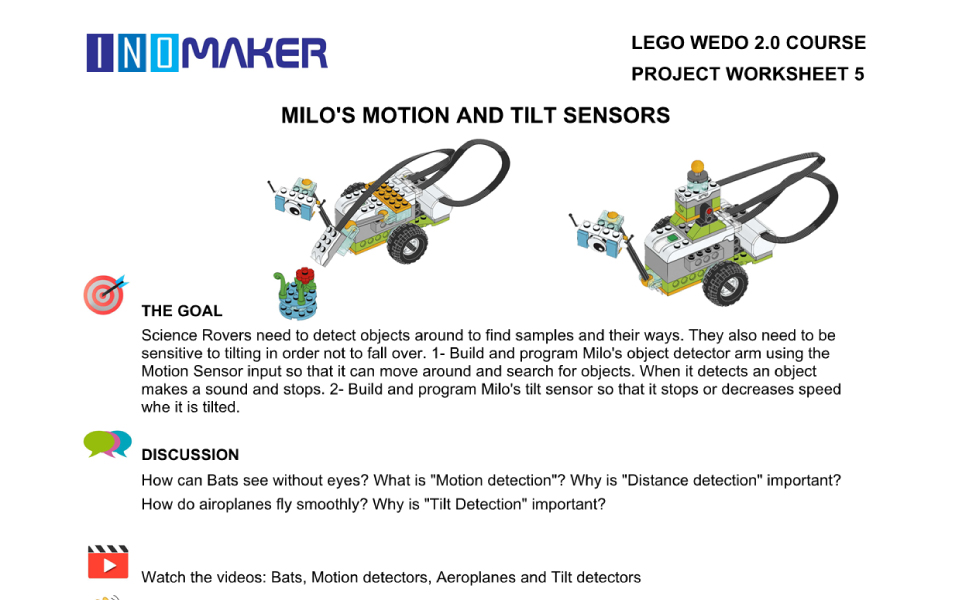 INOMAKER
LEGO WEDO 2.0 COURSE
PROJECT WORKSHEET 5
MILO'S MOTION AND TILT SENSORS
THE GOAL
Science Rovers need to detect objects around to find samples and their ways. They also need to be
sensitive to tilting in order not to fall over. 1- Build and program Milo's object detector arm using the
Motion Sensor input so that it can move around and search for objects. When it detects an object
makes a sound and stops. 2- Build and program Milo's tilt sensor so that it stops or decreases speed
whe it is tilted.
DISCUSSION
How can Bats see without eyes? What is "Motion detection"? Why is "Distance detection" important?
How do airoplanes fly smoothly? Why is "Tilt Detection" important?
Watch the videos: Bats, Motion detectors, Aeroplanes and Tilt detectors